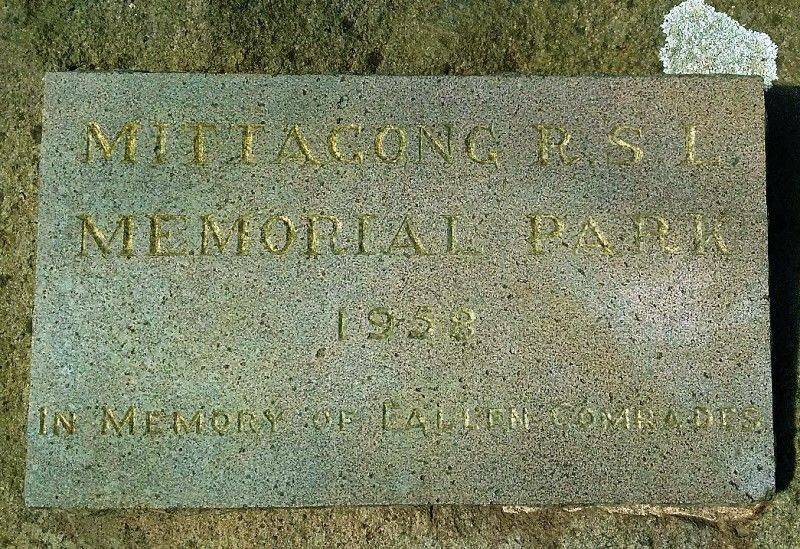 MITTAGONG R.S.L.
MEMORIAL PARK
1958
IN MEMORY OF FALLEN COMRADES